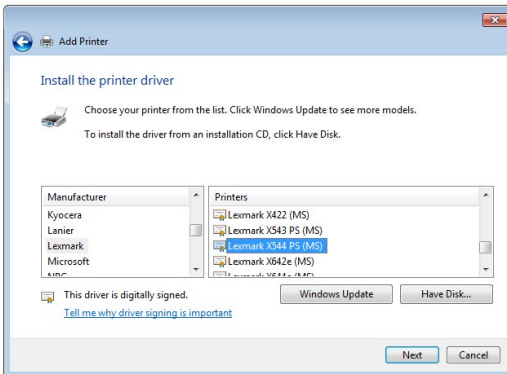 Add Printer
Install the printer driver
Choose your printer from the list. Click Windows Update to see more models.
To install the driver from an installation CD, click Have Disk.
Manufacturer
Kyocera
Lanier
Lexmark
Microsoft
Printers
Lexmark X422 (MS)
Lexmark X543 PS (MS)
Lexmark X544 PS (MS)
Lexmark X642e (MS)
This driver is digitally signed.
Tell me why driver signing is important
Windows Update
Have Disk...
Next
Cancel